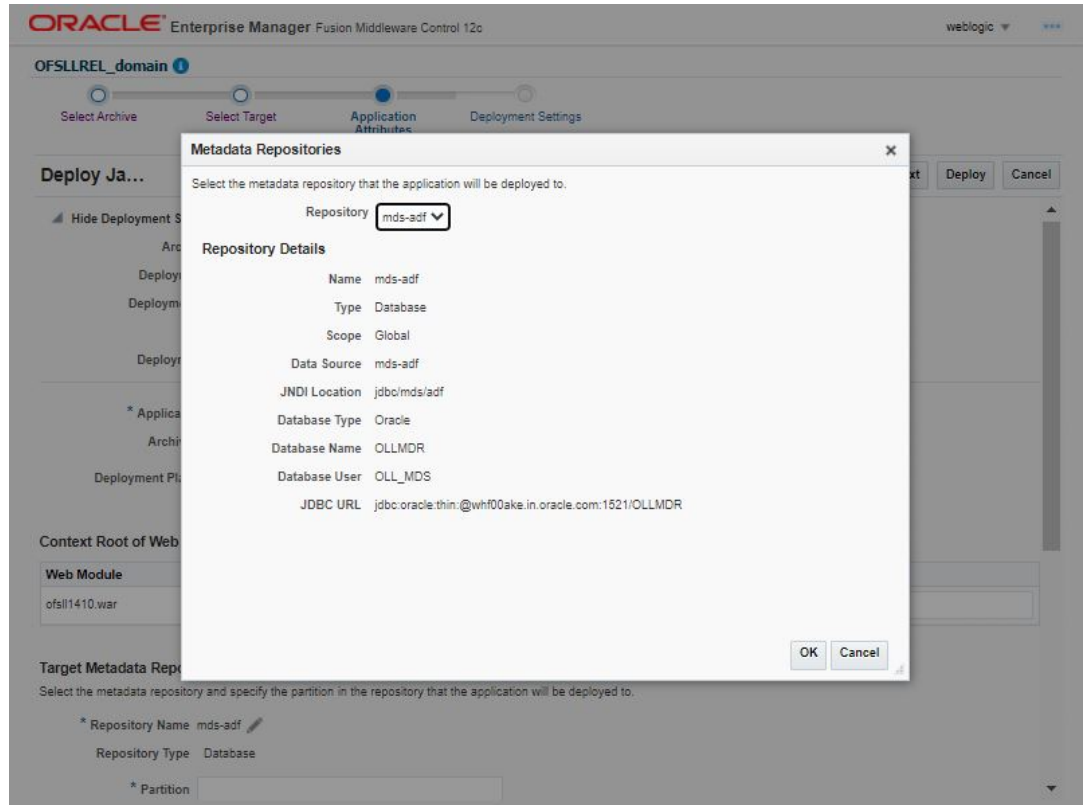 ORACLE Enterprise Manager Fusion Middleware Control 12c
weblogic
OFSLLREL_domain
Select Archive
Select Target
Application
Attributes
Deployment Settings
Metadata Repositories
Deploy Ja...
Deploy
Cancel
Select the metadata repository that the application will be deployed to.
Hide Deployment S
Repository mds-adf
Arc
Repository Details
Deploy
Name mds-adf
Deploym
Type Database
Scope Global
Deploy
Data Source mds-adf
JNDI Location jdbc/mds/adf
* Applica
Database Type Oracle
Archi
Database Name OLLMDR
Deployment Pl
Database User OLL_MDS
JDBC URL jdbc:oracle:thin:@whf00ake.in.oracle.com:1521/OLLMDR
Context Root of Web
Web Module
ofsll1410.war
OK
Cancel
Target Metadata Repo
Select the metadata repository and specify the partition in the repository that the application will be deployed to.
* Repository Name mds-adf
Repository Type Database
* Partition